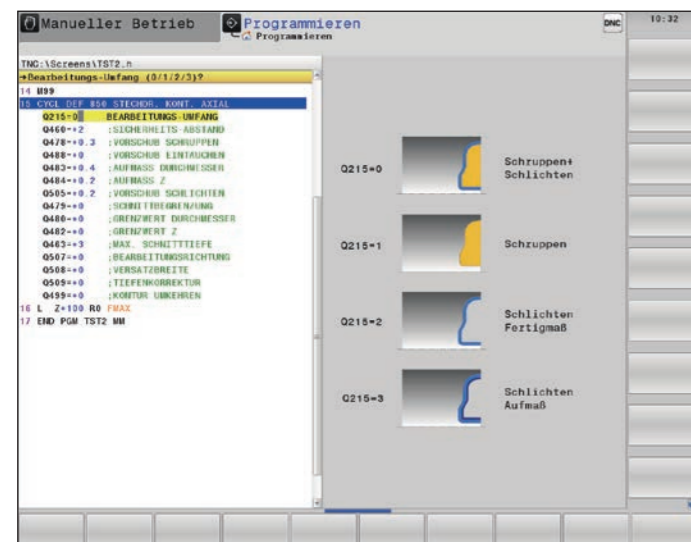 Manueller Betrieb
Programmieren
Programmieren
DNC
10:32
TNC:\Screens\TST2.h
→Bearbeitungs-Umfang (0/1/2/3)?
14 M99
15 CYCL DEF 850 STECHDR. KONT. AXIAL
Q215=0 BEARBEITUNGS-UMFANG
Q460=+2 ;SICHERHEITS-ABSTAND
Q478=+0.3 ;VORSCHUB SCHRUPPEN
Q488=+0 ;VORSCHUB EINTAUCHEN
Q483=+0.4 ;AUFMASS DURCHMESSER
Q484=+0.2 ;AUFMASS Z
Q505=+0.2 ;VORSCHUB SCHLICHTEN
Q479=+0 ;SCHNITTBEGRENZUNG
Q480=+0 ;GRENZWERT DURCHMESSER
Q482=+0 ;GRENZWERT Z
Q463=+3 ;MAX. SCHNITTTIEFE
Q507=+0 ;BEARBEITUNGSRICHTUNG
Q508=+0 ;VERSATZBREITE
Q509=+0 ;TIEFENKORREKTUR
Q499=+0 ;KONTUR UMKEHREN
16 L Z+100 R0 FMAX
17 END PGM TST2 MM
Q215=0
Schruppen+
Schlichten
Q215=1
Schruppen
Q215=2
Schlichten
Fertigmaß
Q215=3
Schlichten
Aufmaß